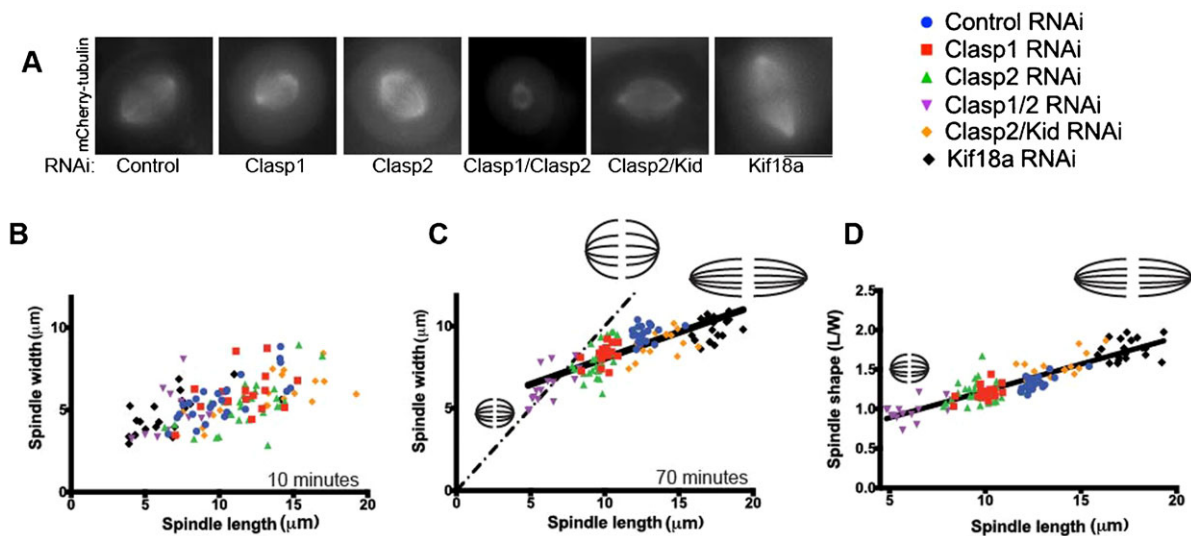 A
mCherry-tubulin
RNAi: Control Clasp1 Clasp2 Clasp1/Clasp2 Clasp2/Kid Kif18a
Control RNAi
Clasp1 RNAi
Clasp2 RNAi
Clasp1/2 RNAi
Clasp2/Kid RNAi
Kif18a RNAi
B
Spindle width (μm)
10
5
0
0 5 10 15 20
10 minutes
Spindle length (μm)
C
Spindle width (μm)
10
5
0
0 5 10 15 20
70 minutes
Spindle length (μm)
D
Spindle shape (L/W)
2.5
2.0
1.5
1.0
0.5
0.0
5 10 15 20
Spindle length (μm)